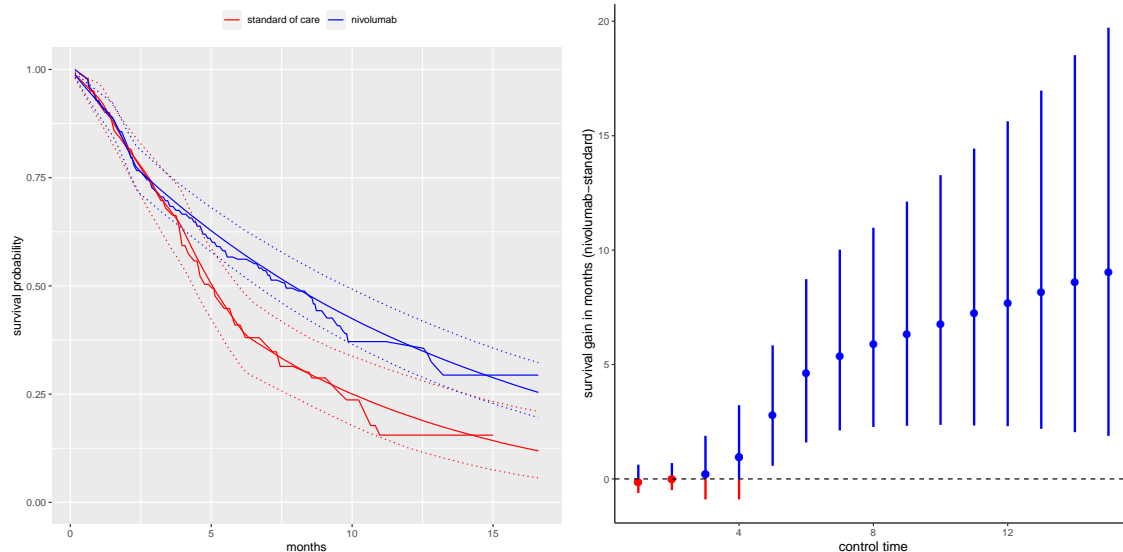 standard of care nivolumab
1.00
0.75
0.50
0.25
0.00
survival probability
0 5 10 15
months
20
15
10
5
0
survival gain in months (nivolumab−standard)
4 8 12
control time